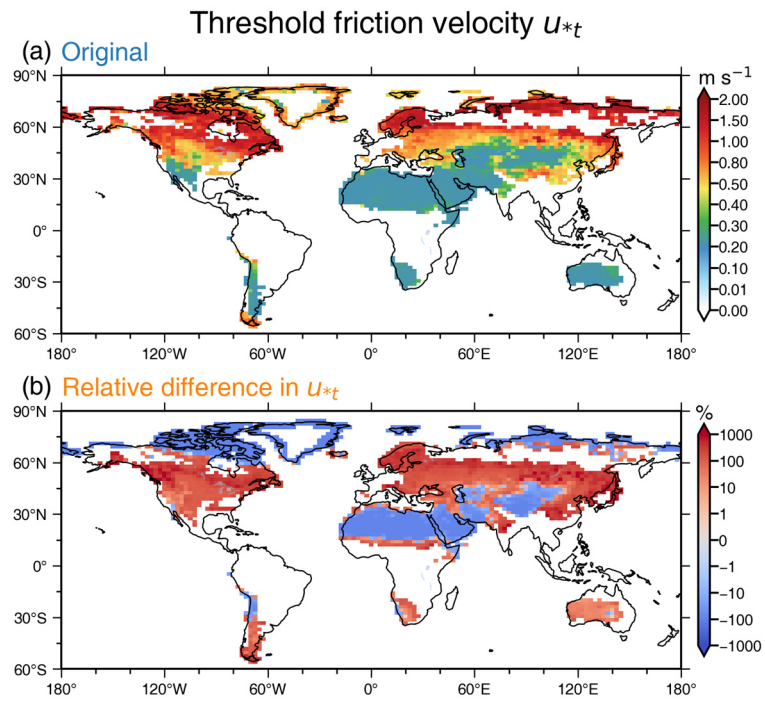 Threshold friction velocity u*t
(a) Original
m s⁻¹
90°N
60°N
30°N
0°
30°S
60°S
180°
120°W
60°W
0°
60°E
120°E
180°
2.00
1.50
1.00
0.80
0.50
0.40
0.30
0.20
0.10
0.01
0.00
(b) Relative difference in u*t
%
90°N
60°N
30°N
0°
30°S
60°S
180°
120°W
60°W
0°
60°E
120°E
180°
1000
100
10
1
0
-1
-10
-100
-1000